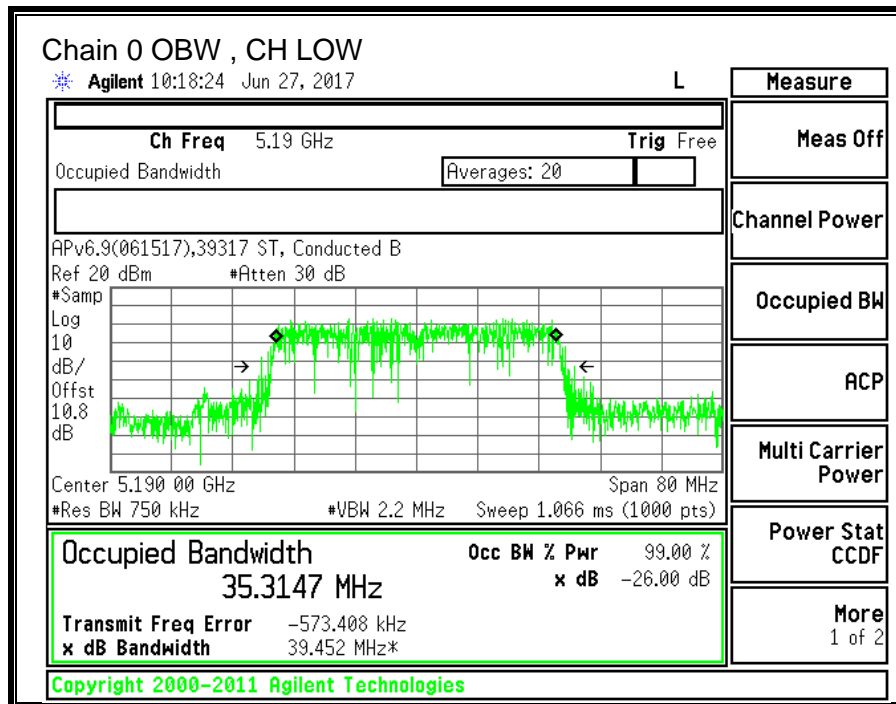 Chain 0 OBW , CH LOW
Agilent 10:18:24 Jun 27, 2017 L
Measure
Ch Freq 5.19 GHz Trig Free
Occupied Bandwidth Averages: 20
APv6.9(061517),39317 ST, Conducted B
Ref 20 dBm #Atten 30 dB
#Samp
Log
10
dB/
Offst
10.8
dB
Center 5.190 00 GHz Span 80 MHz
#Res BW 750 kHz #VBW 2.2 MHz Sweep 1.066 ms (1000 pts)
Occupied Bandwidth Occ BW % Pwr 99.00 %
35.3147 MHz x dB -26.00 dB
Transmit Freq Error -573.408 kHz
x dB Bandwidth 39.452 MHz*
Meas Off
Channel Power
Occupied BW
ACP
Multi Carrier
Power
Power Stat
CCDF
More
1 of 2
Copyright 2000-2011 Agilent Technologies